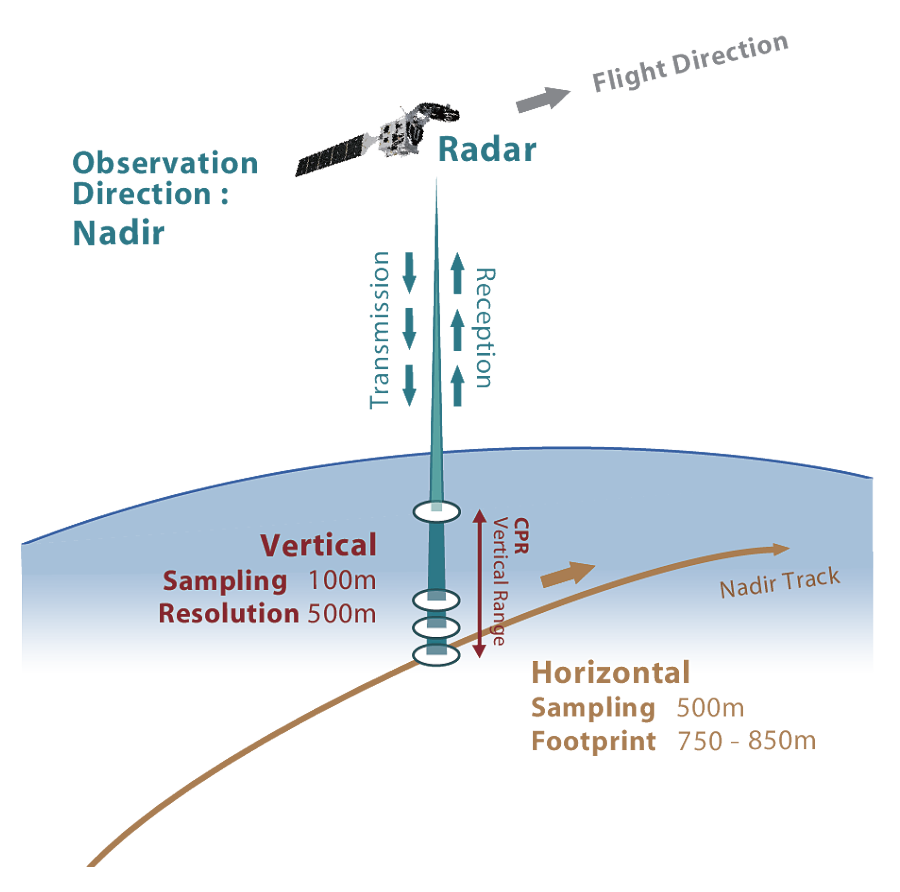 Flight Direction
Radar
Observation
Direction :
Nadir
Transmission
Reception
CPR
Vertical Range
Vertical
Sampling 100m
Resolution 500m
Nadir Track
Horizontal
Sampling 500m
Footprint 750 - 850m